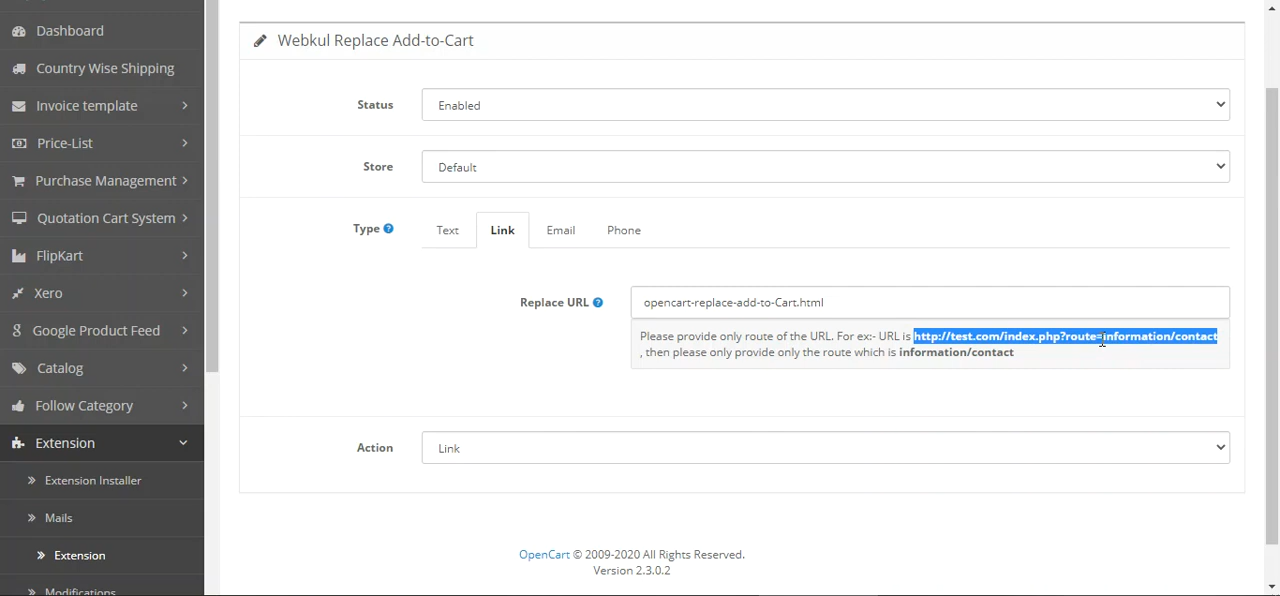 Dashboard
Country Wise Shipping
Invoice template
Price-List
Purchase Management
Quotation Cart System
FlipKart
Xero
Google Product Feed
Catalog
Follow Category
Extension
Extension Installer
Mails
Extension
Modifications
Webkul Replace Add-to-Cart
Status
Enabled
Store
Default
Type
Text Link Email Phone
Replace URL
opencart-replace-add-to-Cart.html
Please provide only route of the URL. For ex:- URL is http://test.com/index.php?route=information/contact
, then please only provide only the route which is information/contact
Action
Link
OpenCart © 2009-2020 All Rights Reserved.
Version 2.3.0.2